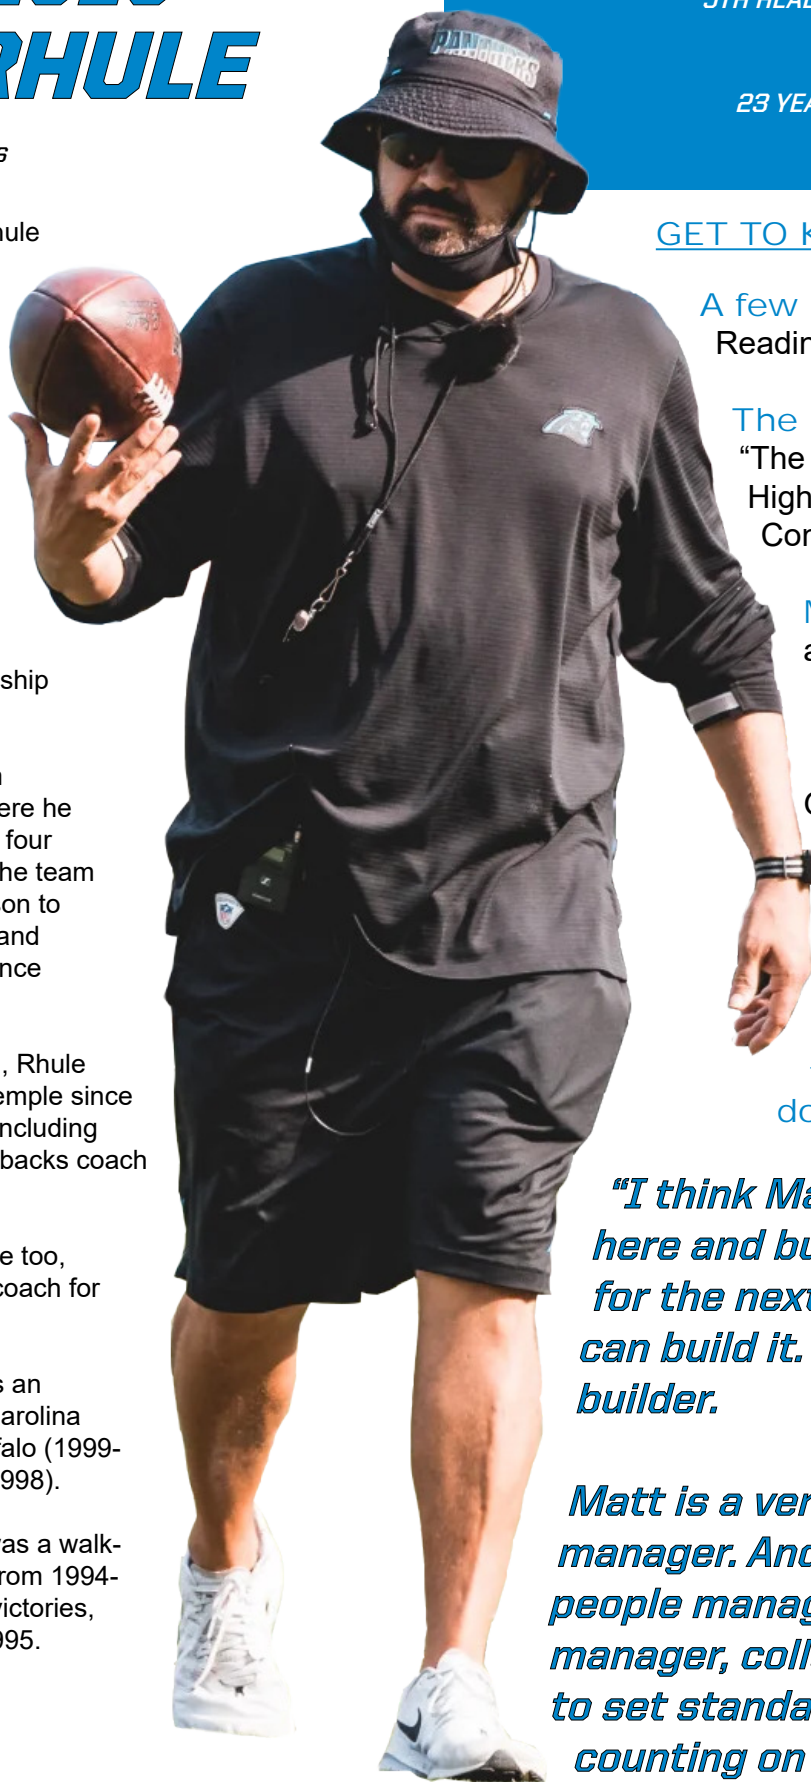 RHULE
PANTHERS
5TH HEAD
23 YEA
hule
GET TO K
A few
Readin
The
“The
High
Cor
ship
ere he
four
he team
on to
and
nce
, Rhule
emple since
ncluding
backs coach
do
“I think Ma
here and bu
e too,
coach for
for the next
can build it.
builder.
s an
arolina
falo (1999-
998).
Matt is a ver
manager. And
people manag
manager, coll
to set standa
counting on
as a walk-
rom 1994-
victories,
995.